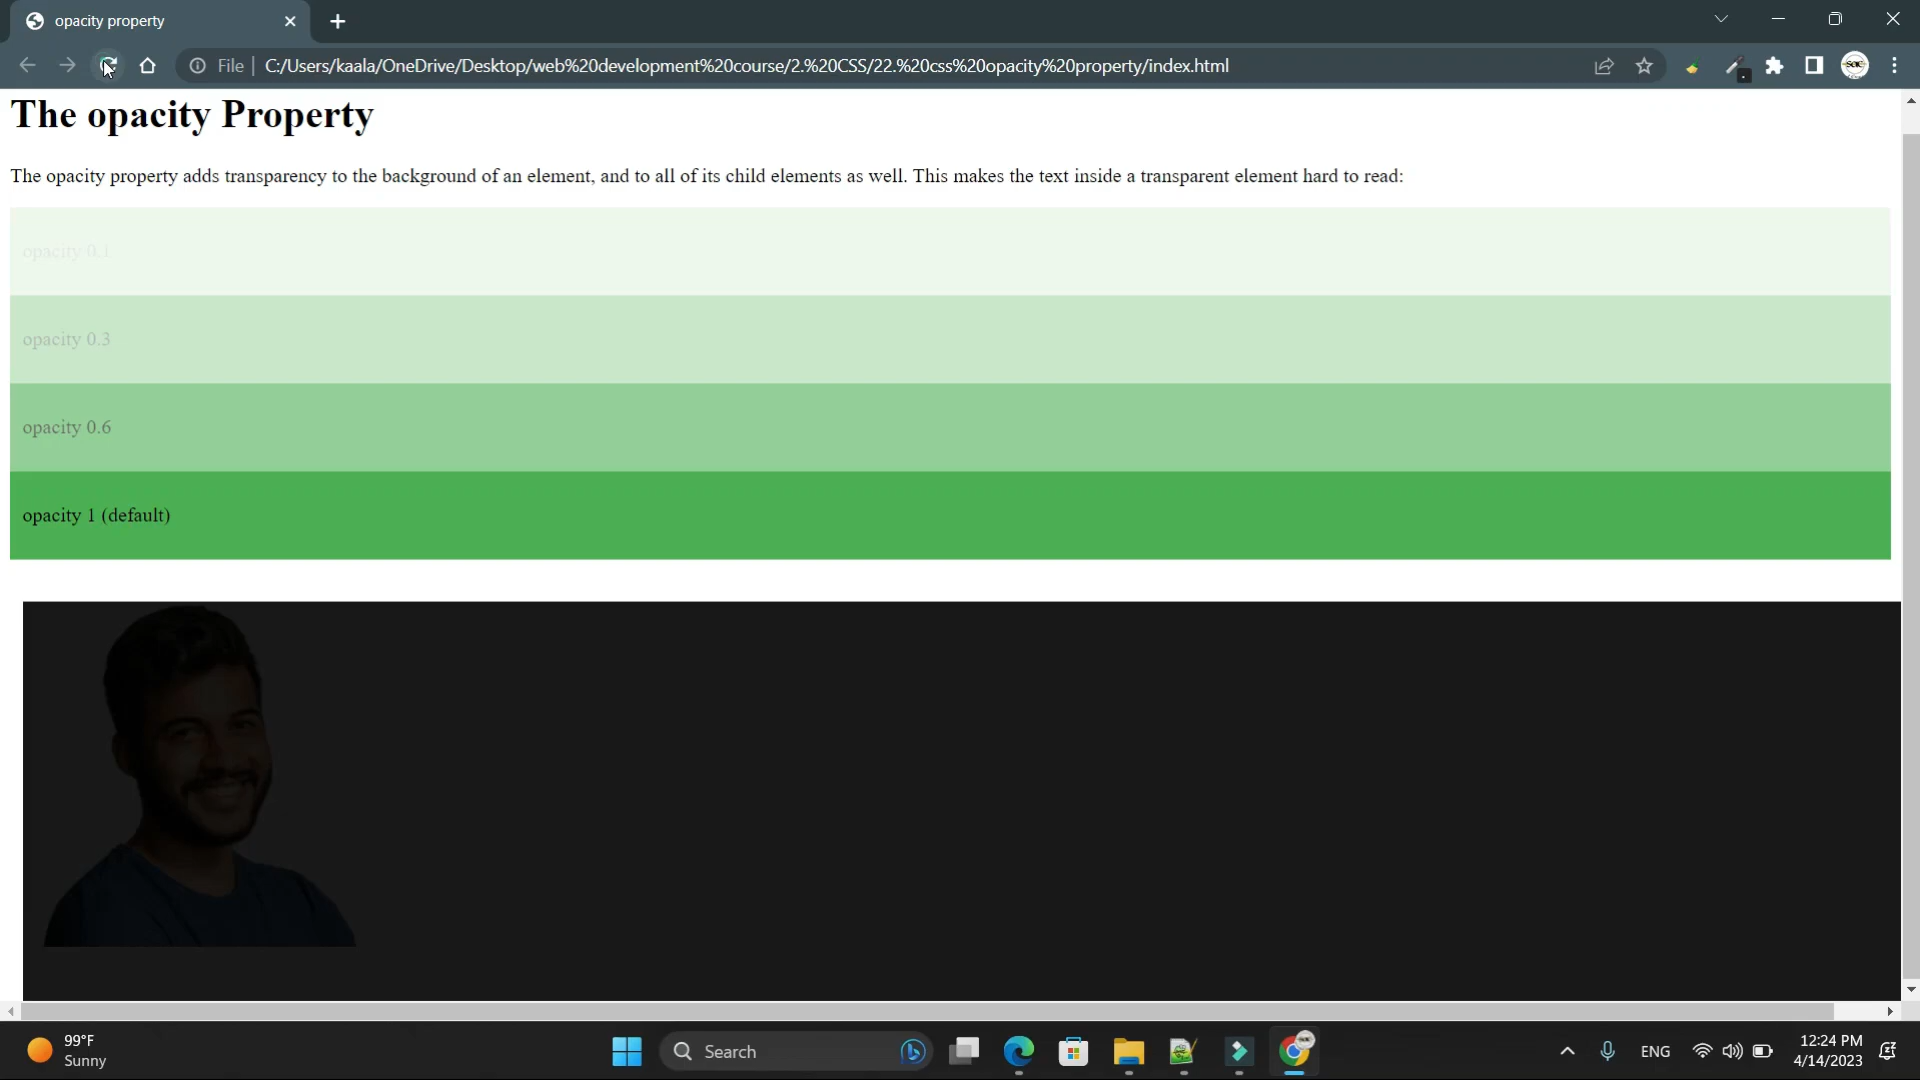 opacity property
File
C:/Users/kaala/OneDrive/Desktop/web%20development%20course/2.%20CSS/22.%20css%20opacity%20property/index.html
The opacity Property
The opacity property adds transparency to the background of an element, and to all of its child elements as well. This makes the text inside a transparent element hard to read:
opacity 0.1
opacity 0.3
opacity 0.6
opacity 1 (default)
99°F
Sunny
Search
ENG
12:24 PM
4/14/2023